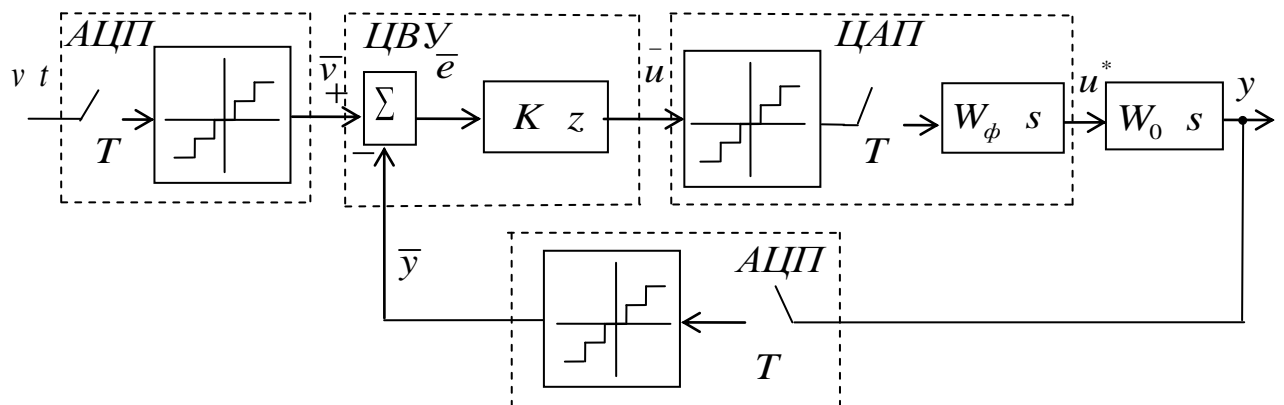 АЦП
ЦВУ
ЦАП
v t
T
v̅
+
Σ
e̅
K z
u̅
T
W_ф s
u*
W_0 s
y
−
y̅
АЦП
T